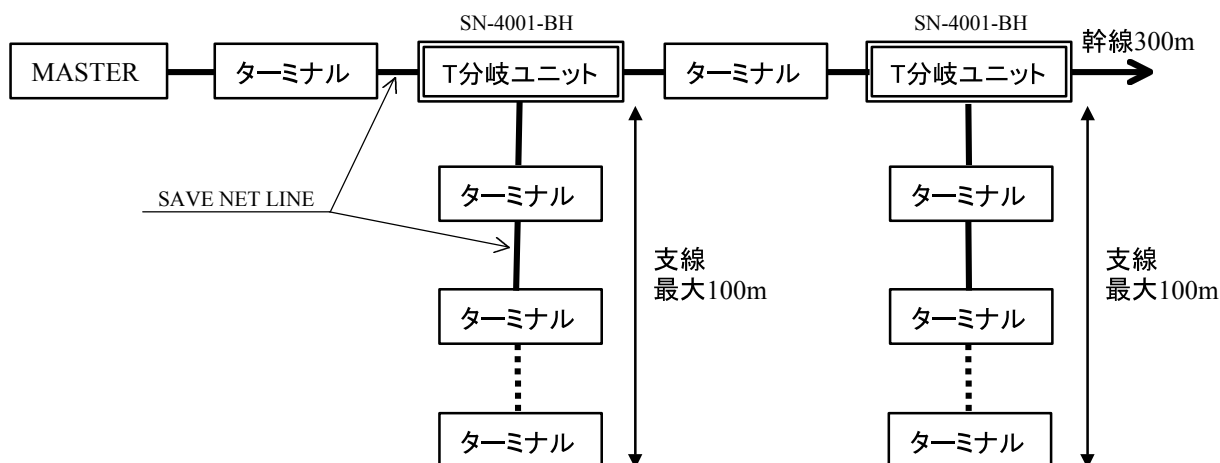 SN-4001-BH
SN-4001-BH
MASTER
ターミナル
T分岐ユニット
ターミナル
T分岐ユニット
幹線300m
ターミナル
ターミナル
SAVE NET LINE
支線
最大100m
支線
最大100m
ターミナル
ターミナル
ターミナル
ターミナル